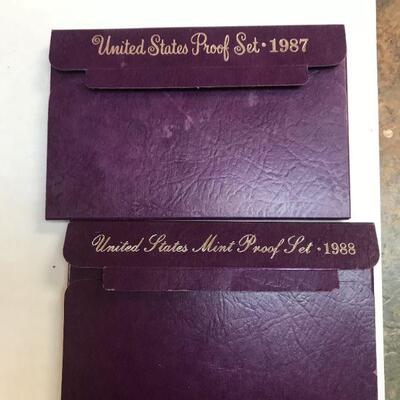 United States Proof Set · 1987
United States Mint Proof Set · 1988